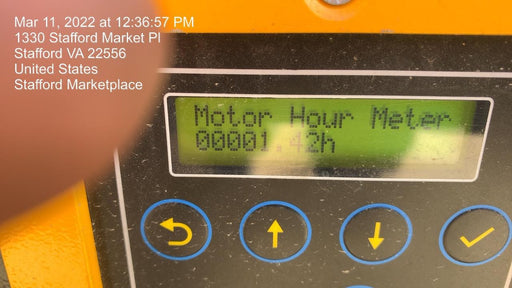 Mar 11, 2022 at 12:36:57 PM
1330 Stafford Market Pl
Stafford VA 22556
United States
Stafford Marketplace
Motor Hour Meter
00001.42h